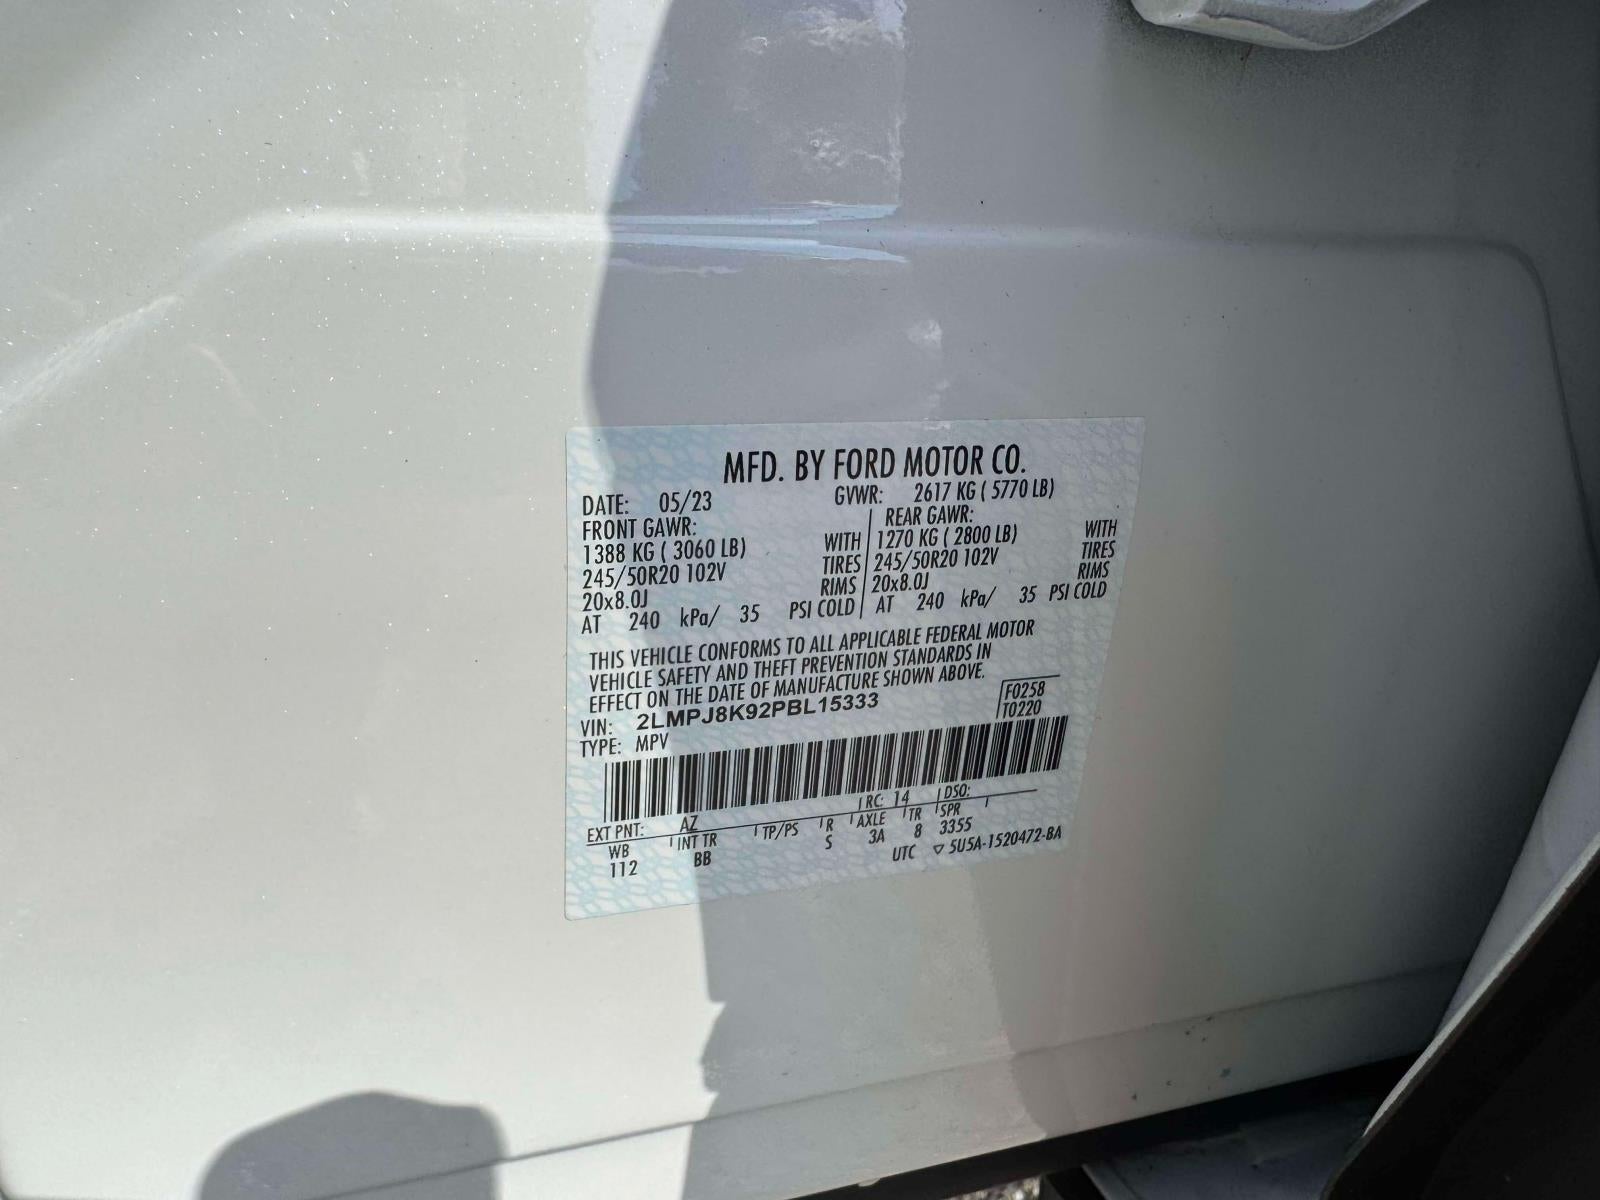 MFD. BY FORD MOTOR CO.
DATE: 05/23 GVWR: 2617 KG ( 5770 LB)
FRONT GAWR: REAR GAWR:
1388 KG ( 3060 LB) WITH 1270 KG ( 2800 LB) WITH
245/50R20 102V TIRES 245/50R20 102V TIRES
20x8.0J RIMS 20x8.0J RIMS
AT 240 kPa/ 35 PSI COLD AT 240 kPa/ 35 PSI COLD
THIS VEHICLE CONFORMS TO ALL APPLICABLE FEDERAL MOTOR
VEHICLE SAFETY AND THEFT PREVENTION STANDARDS IN
EFFECT ON THE DATE OF MANUFACTURE SHOWN ABOVE.
VIN: 2LMPJ8K92PBL15333 F0258
TYPE: MPV T0220
EXT PNT: AZ RC: 14 DSO:
WB INT TR TP/PS R AXLE TR SPR
112 BB S 3A 8 3355
UTC ▽ 5U5A-1520472-BA